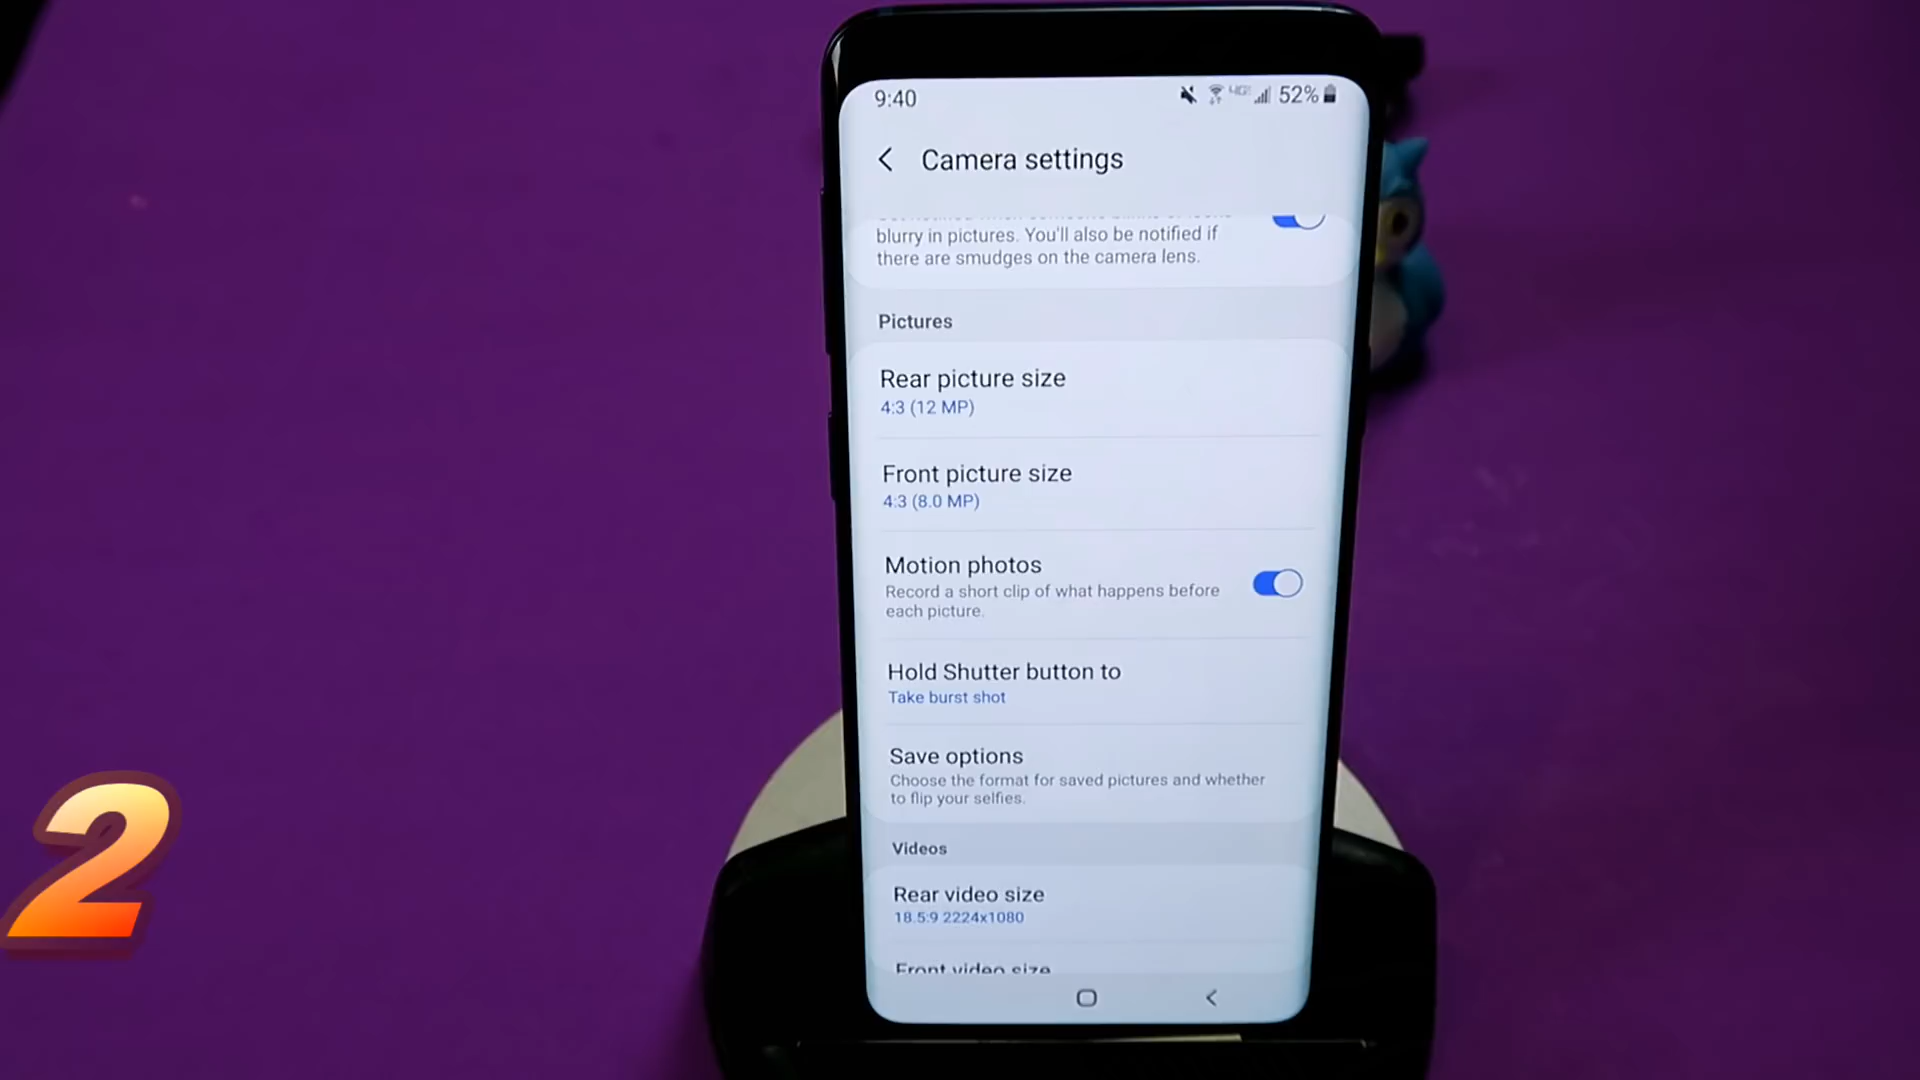 9:40
52%
Camera settings
blurry in pictures. You'll also be notified if
there are smudges on the camera lens.
Pictures
Rear picture size
4:3 (12 MP)
Front picture size
4:3 (8.0 MP)
Motion photos
Record a short clip of what happens before
each picture.
Hold Shutter button to
Take burst shot
Save options
Choose the format for saved pictures and whether
to flip your selfies.
Videos
Rear video size
18.5:9 2224x1080
Front video size
2